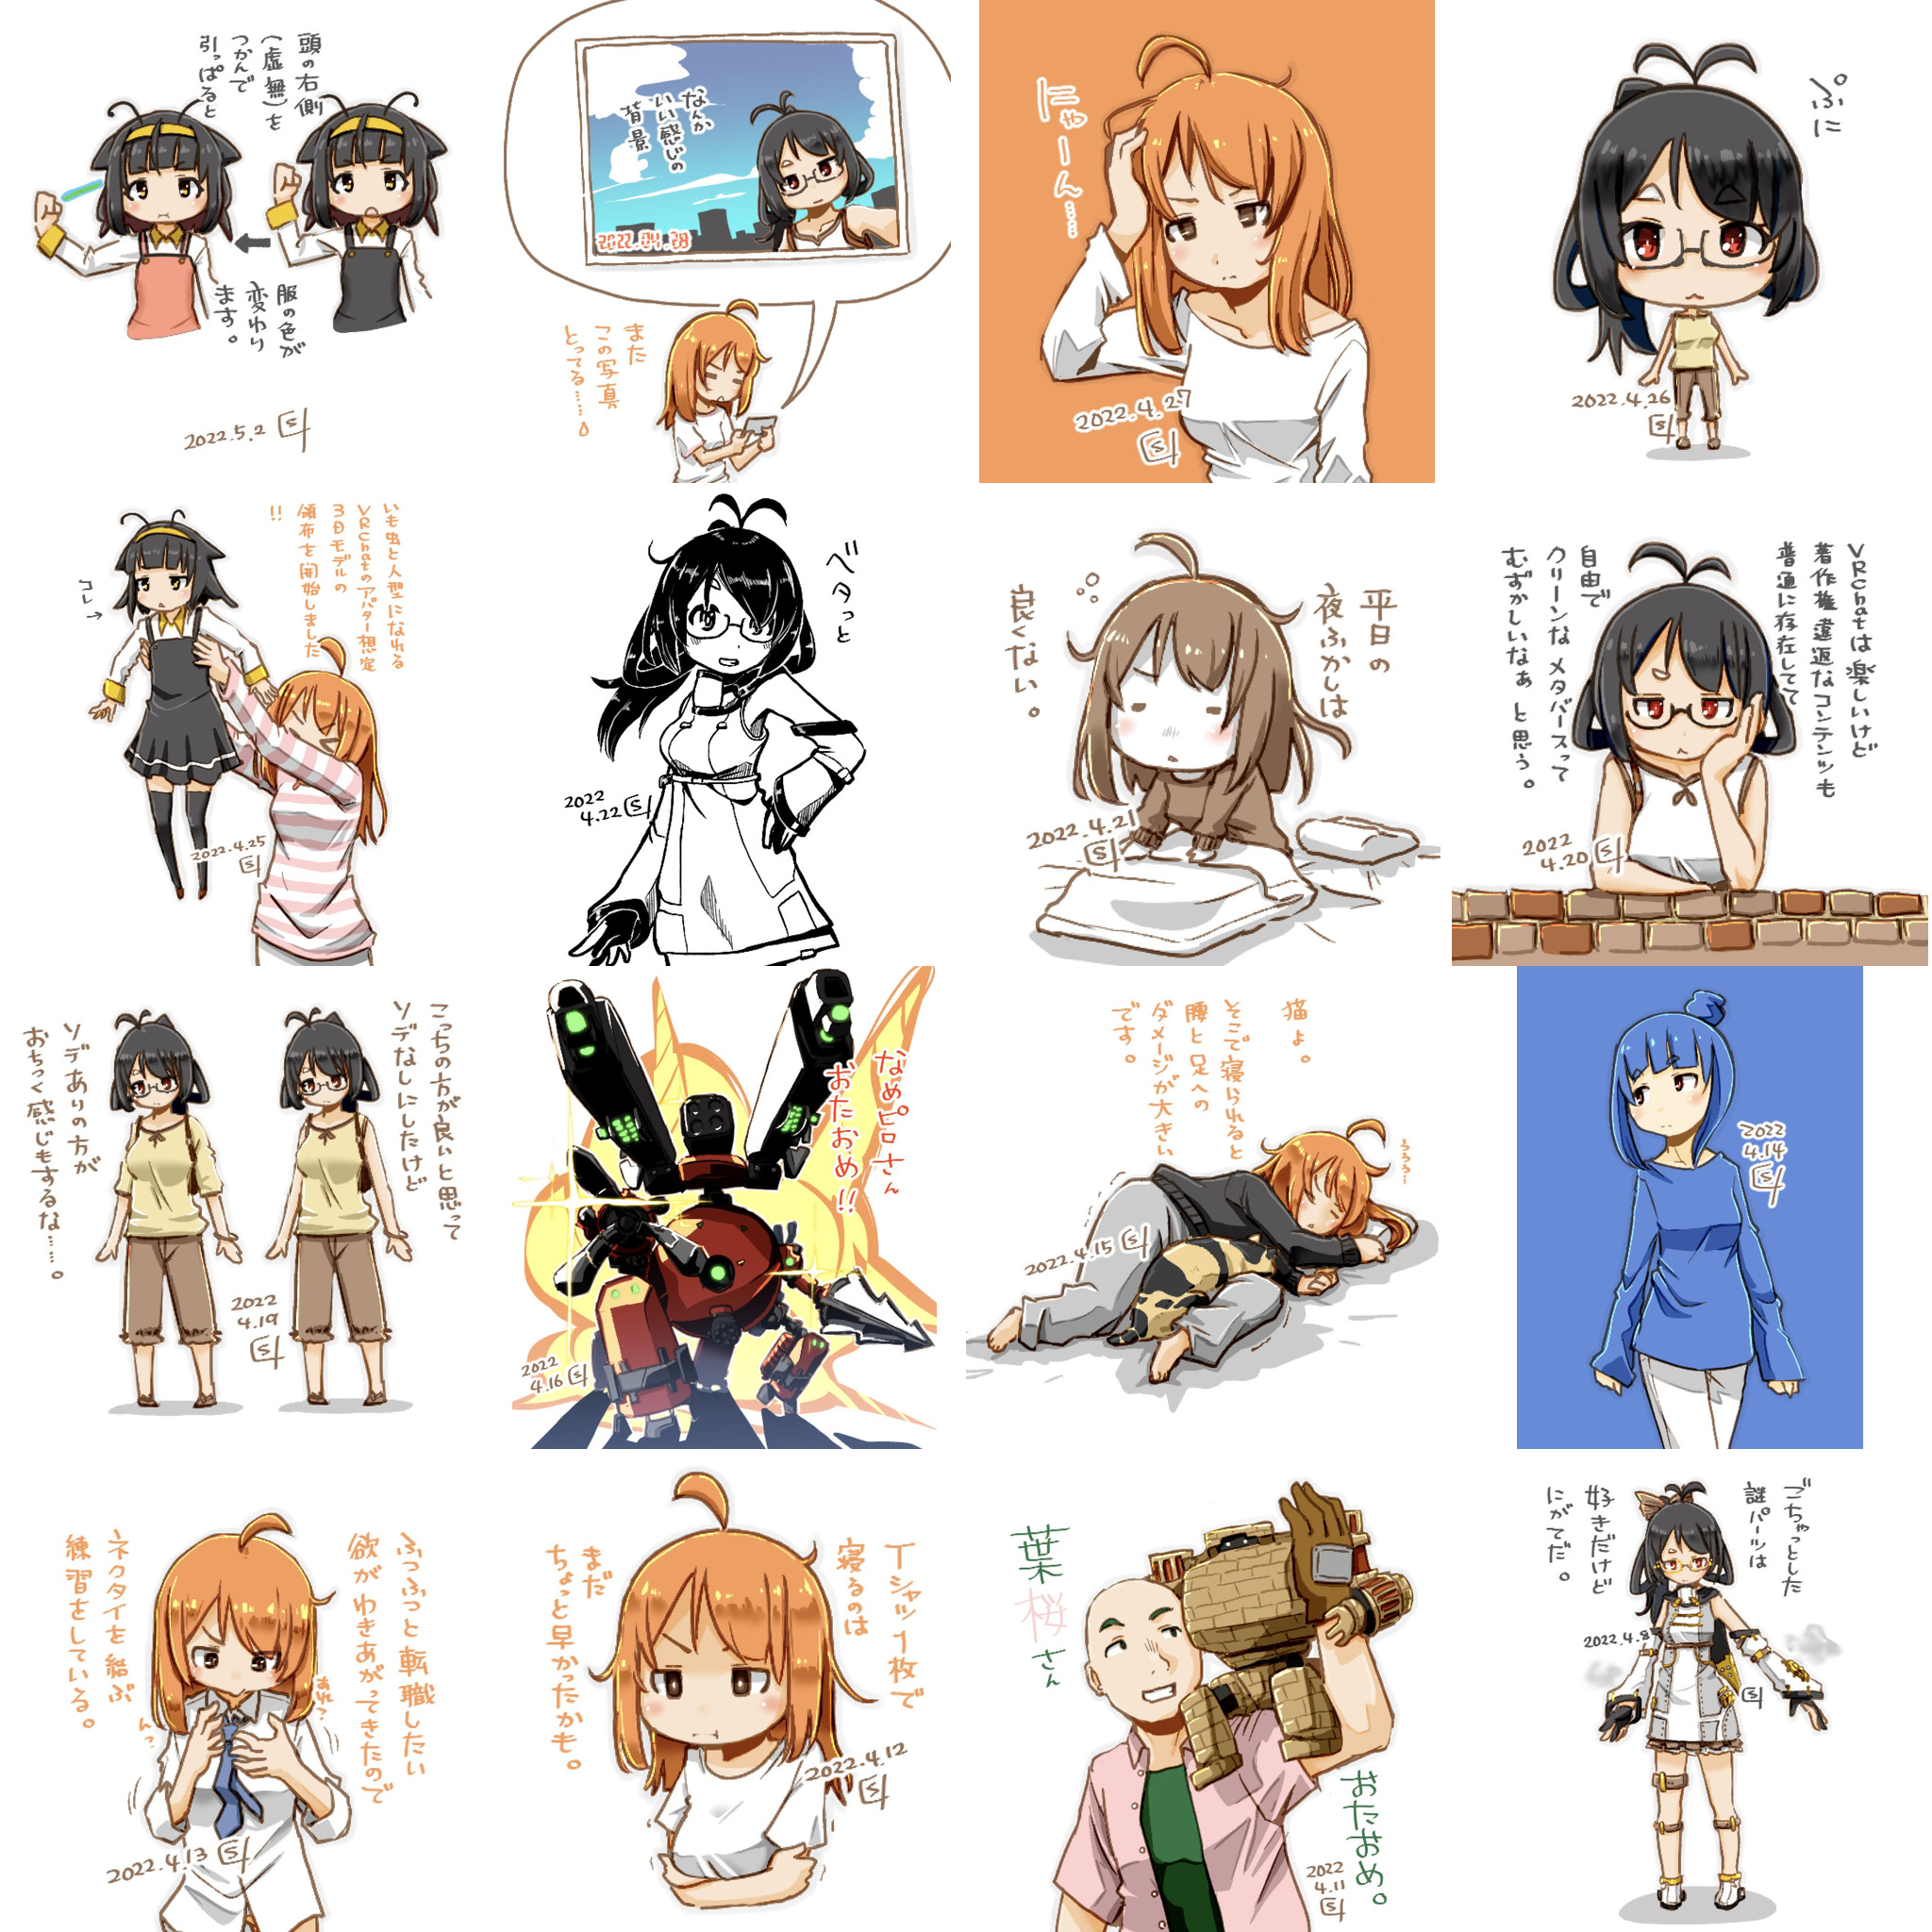 頭の右側
(虚無)を
つかんで
引っぱると
服の色が
変わり
ます。
2022.5.2
なんか
いい感じの
背景
2022.04.28
また
この写真
とってる……。
にゃーん……
2022.4.27
ぷに
2022.4.26
いも虫と人型になれる
VRChatのアバター想定
3Dモデルの
頒布を開始しました
!!
コレ→
2022.4.25
ベタっと
2022
4.22
平日の
夜ふかしは
良くない。
2022.4.21
VRChatは楽しいけど
著作権違反なコンテンツも
普通に存在してて
自由で
クリーンなメタバースって
むずかしいなぁと思う。
2022
4.20
こっちの方が良いと思って
ソデなしにしたけど
ソデありの方が
おちつく感じもするな……。
2022
4.19
なめピロさん
おたおめ!!
2022
4.16
猫よ。
そこで寝られると
腰と足への
ダメージが大きい
です。
ううう…
2022.4.15
2022
4.14
ふつふつと転職したい
欲がわきあがってきたので
ネクタイを結ぶ
練習をしている。
あれ?
んっ
2022.4.13
Tシャツ1枚で
寝るのは
まだ
ちょっと早かったかも。
2022.4.12
葉桜さん
おたおめ。
2022
4.11
ごちゃっとした
謎パーツは
好きだけど
にがてだ。
2022.4.8